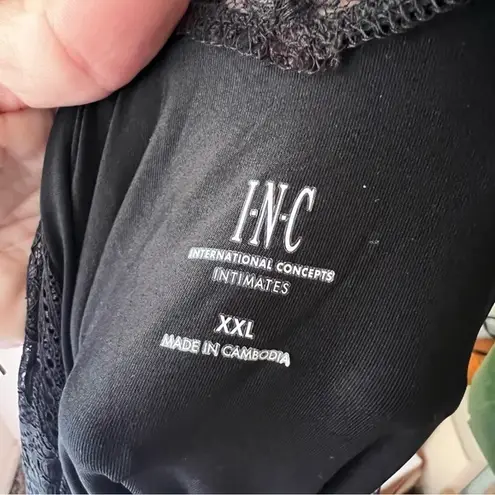 I·N·C
INTERNATIONAL CONCEPTS
INTIMATES
XXL
MADE IN CAMBODIA